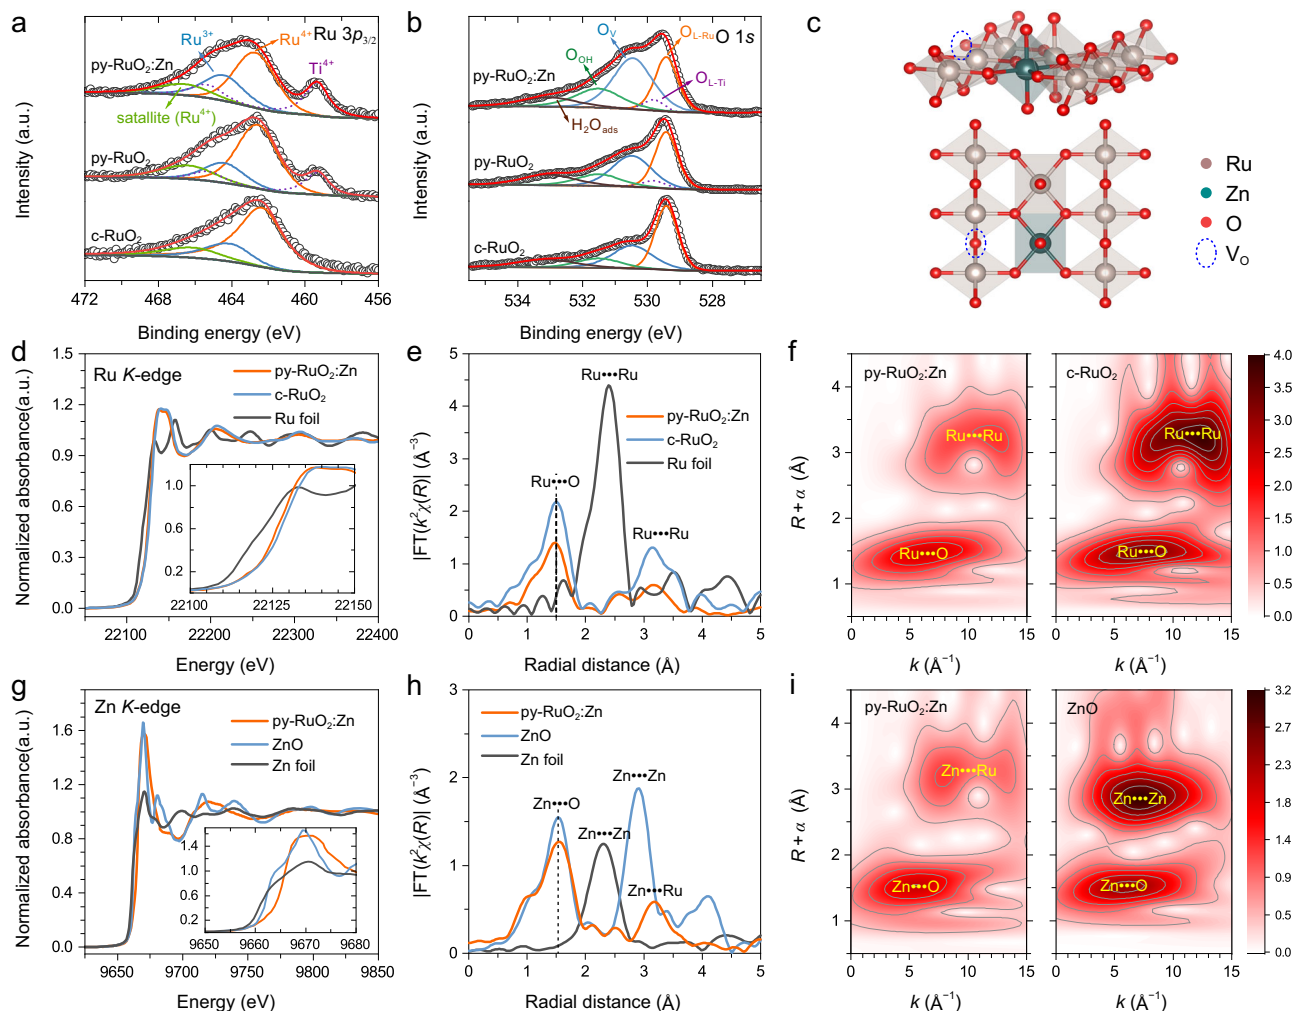 a
Ru 3p3/2
Ru3+
Ru4+
Ti4+
py-RuO2:Zn
satallite (Ru4+)
py-RuO2
c-RuO2
Intensity (a.u.)
472 468 464 460 456
Binding energy (eV)
b
O 1s
OV
OL-Ru
OOH
OL-Ti
py-RuO2:Zn
H2Oads
py-RuO2
c-RuO2
Intensity (a.u.)
534 532 530 528
Binding energy (eV)
c
Ru
Zn
O
VO
d
Ru K-edge
py-RuO2:Zn
c-RuO2
Ru foil
Normalized absorbance(a.u.)
1.5
1.2
0.9
0.6
0.3
0.0
1.0
0.6
0.2
22100 22125 22150
22100 22200 22300 22400
Energy (eV)
e
Ru•••Ru
py-RuO2:Zn
c-RuO2
Ru foil
Ru•••O
Ru•••Ru
|FT(k2χ(R)| (Å−3)
5
4
3
2
1
0
0 1 2 3 4 5
Radial distance (Å)
f
py-RuO2:Zn
Ru•••Ru
Ru•••O
c-RuO2
Ru•••Ru
Ru•••O
R + α (Å)
4
3
2
1
0 5 10 15
k (Å−1)
0 5 10 15
k (Å−1)
4.0
3.5
3.0
2.5
2.0
1.5
1.0
0.5
0.0
g
Zn K-edge
py-RuO2:Zn
ZnO
Zn foil
Normalized absorbance(a.u.)
1.6
1.2
0.8
0.4
0.0
1.4
1.0
0.6
0.2
9650 9660 9670 9680
9650 9700 9750 9800 9850
Energy (eV)
h
py-RuO2:Zn
ZnO
Zn foil
Zn•••Zn
Zn•••O
Zn•••Zn
Zn•••Ru
|FT(k2χ(R)| (Å−3)
3
2
1
0
0 1 2 3 4 5
Radial distance (Å)
i
py-RuO2:Zn
Zn•••Ru
Zn•••O
ZnO
Zn•••Zn
Zn•••O
R + α (Å)
4
3
2
1
0 5 10 15
k (Å−1)
0 5 10 15
k (Å−1)
3.2
2.9
2.5
2.2
1.8
1.4
1.1
0.7
0.4
0.0